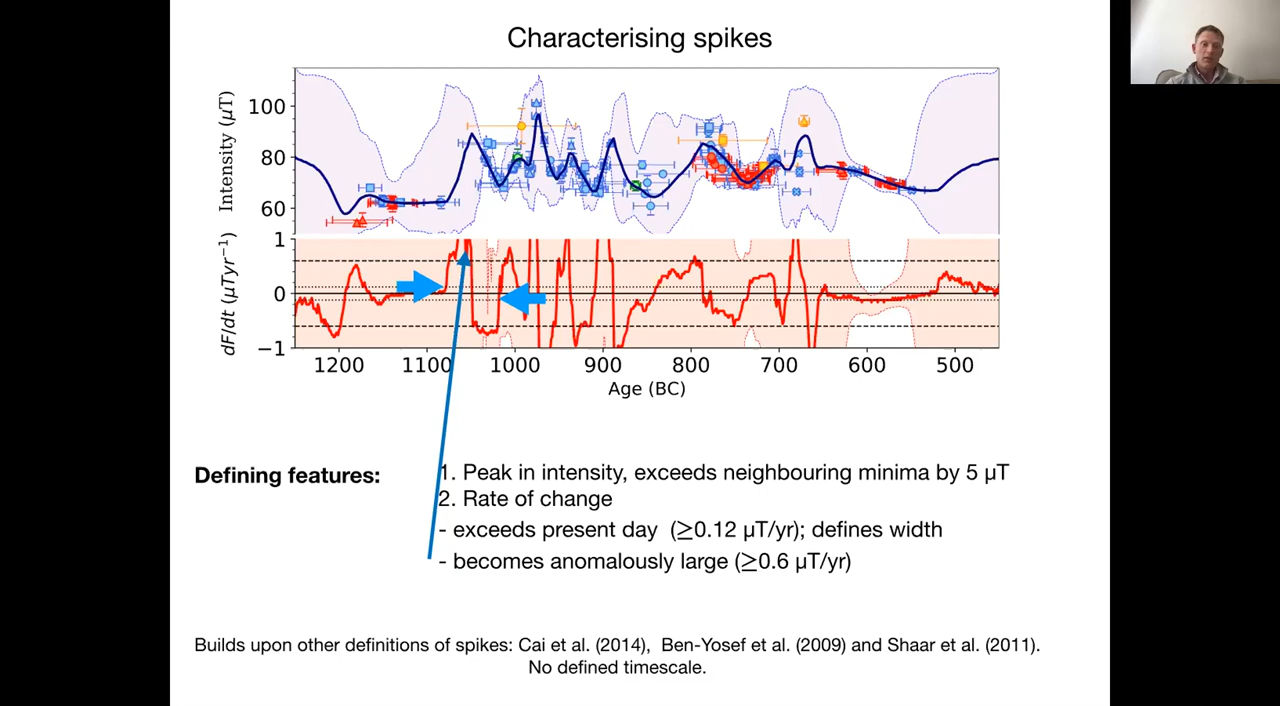 Characterising spikes
Intensity (μT)
100
80
60
dF/dt (μTyr⁻¹)
1
0
−1
1200 1100 1000 900 800 700 600 500
Age (BC)
Defining features:
1. Peak in intensity, exceeds neighbouring minima by 5 μT
2. Rate of change
- exceeds present day (≥0.12 μT/yr); defines width
- becomes anomalously large (≥0.6 μT/yr)
Builds upon other definitions of spikes: Cai et al. (2014), Ben-Yosef et al. (2009) and Shaar et al. (2011).
No defined timescale.